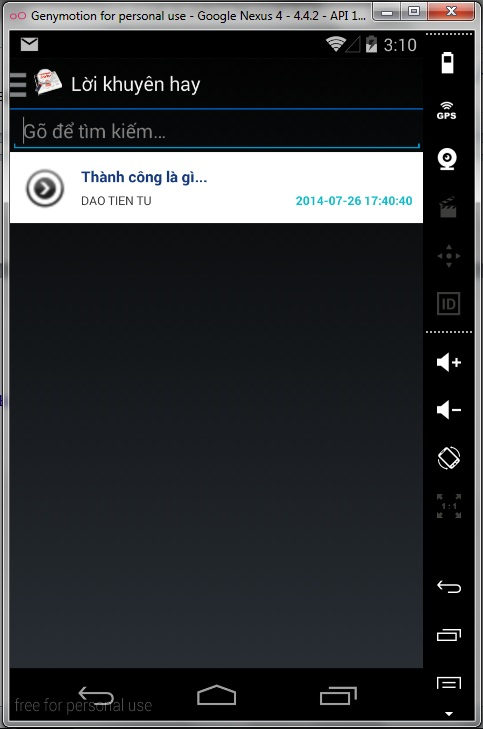 Genymotion for personal use - Google Nexus 4 - 4.4.2 - API 1...
3:10
Lời khuyên hay
Gõ để tìm kiếm...
Thành công là gì...
DAO TIEN TU
2014-07-26 17:40:40
GPS
ID
1:1
free for personal use